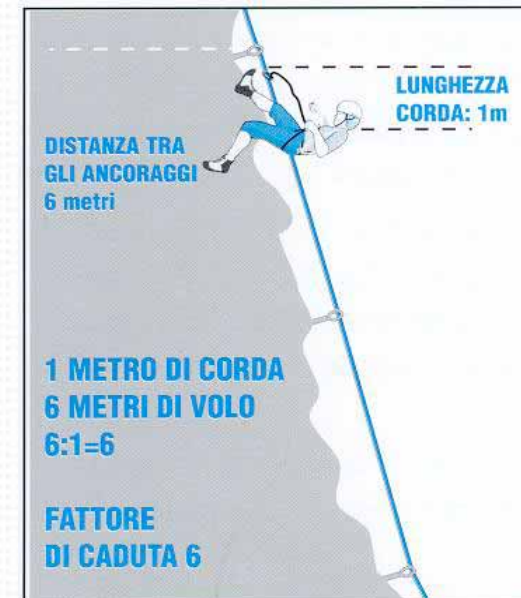 LUNGHEZZA
CORDA: 1m
DISTANZA TRA
GLI ANCORAGGI
6 metri
1 METRO DI CORDA
6 METRI DI VOLO
6:1=6
FATTORE
DI CADUTA 6